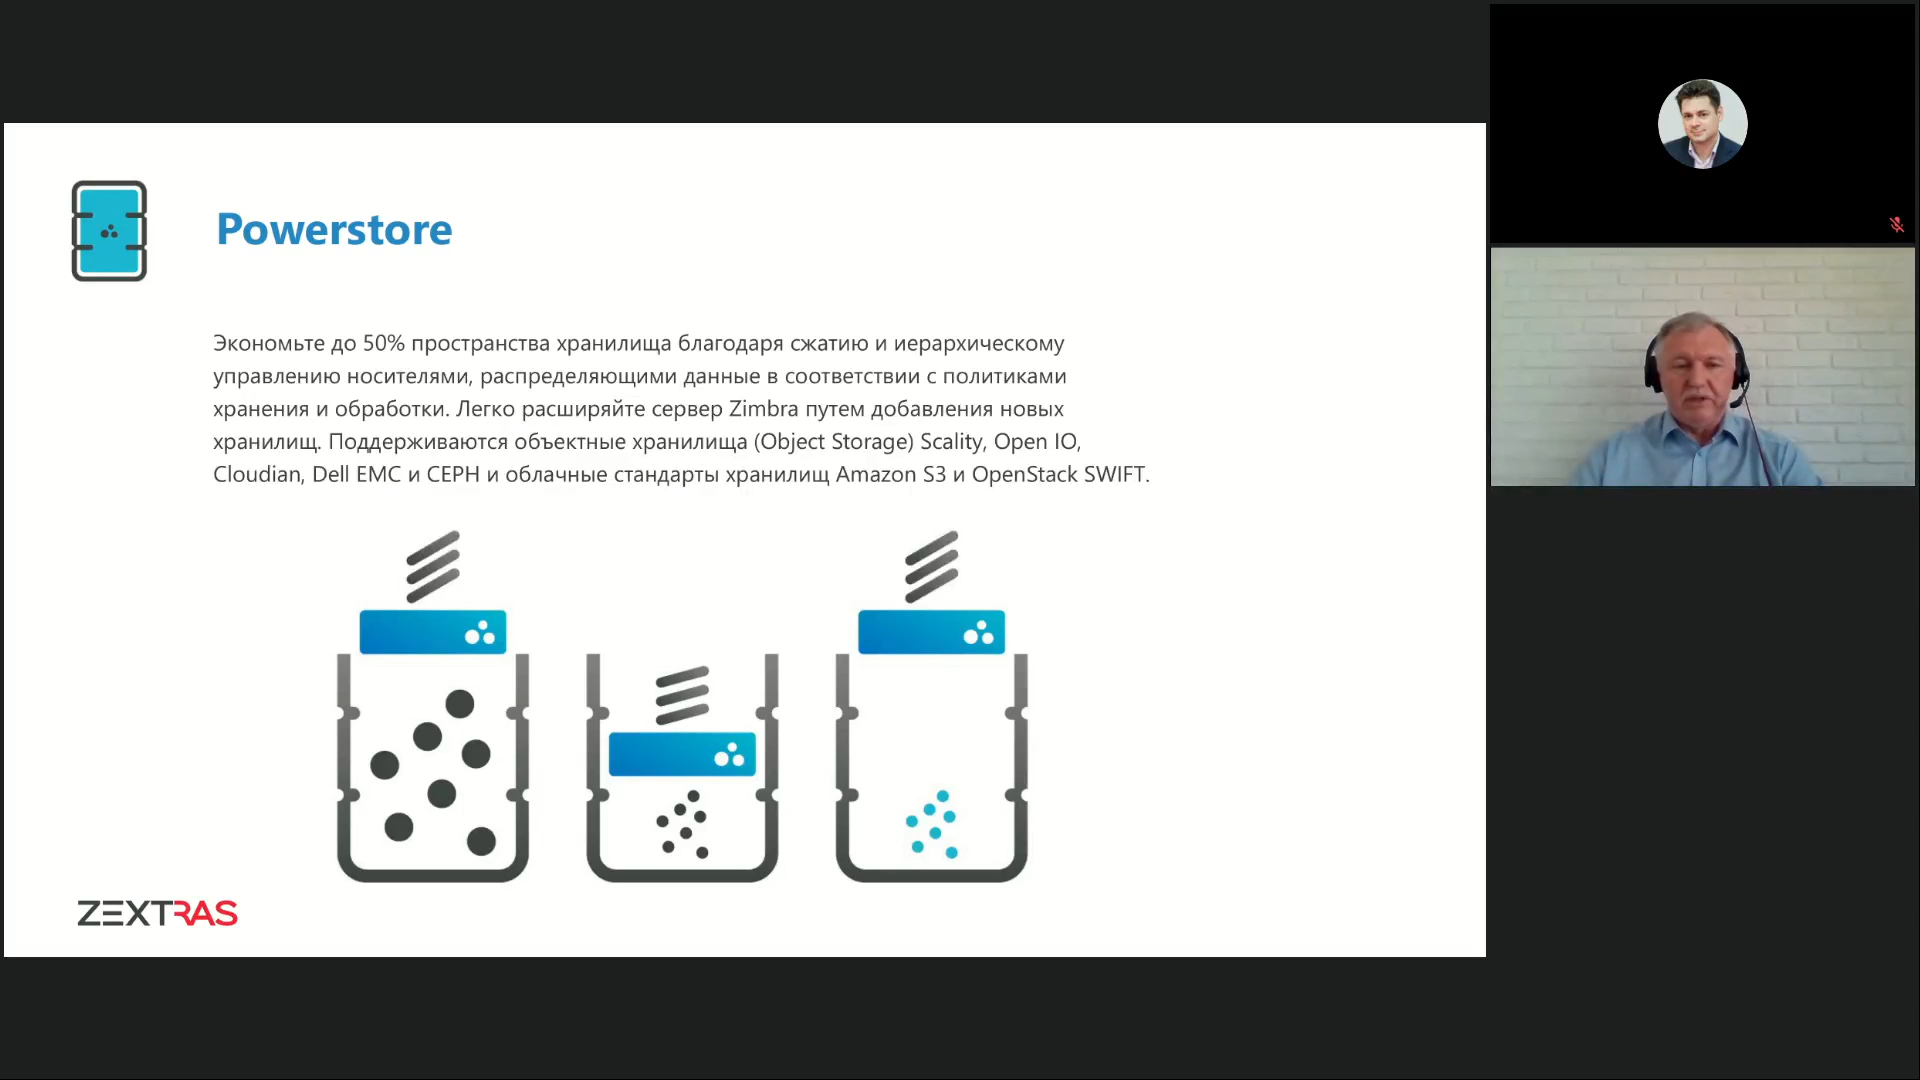 Powerstore
Экономьте до 50% пространства хранилища благодаря сжатию и иерархическому
управлению носителями, распределяющими данные в соответствии с политиками
хранения и обработки. Легко расширяйте сервер Zimbra путем добавления новых
хранилищ. Поддерживаются объектные хранилища (Object Storage) Scality, Open IO,
Cloudian, Dell EMC и CEPH и облачные стандарты хранилищ Amazon S3 и OpenStack SWIFT.
ZEXTRAS